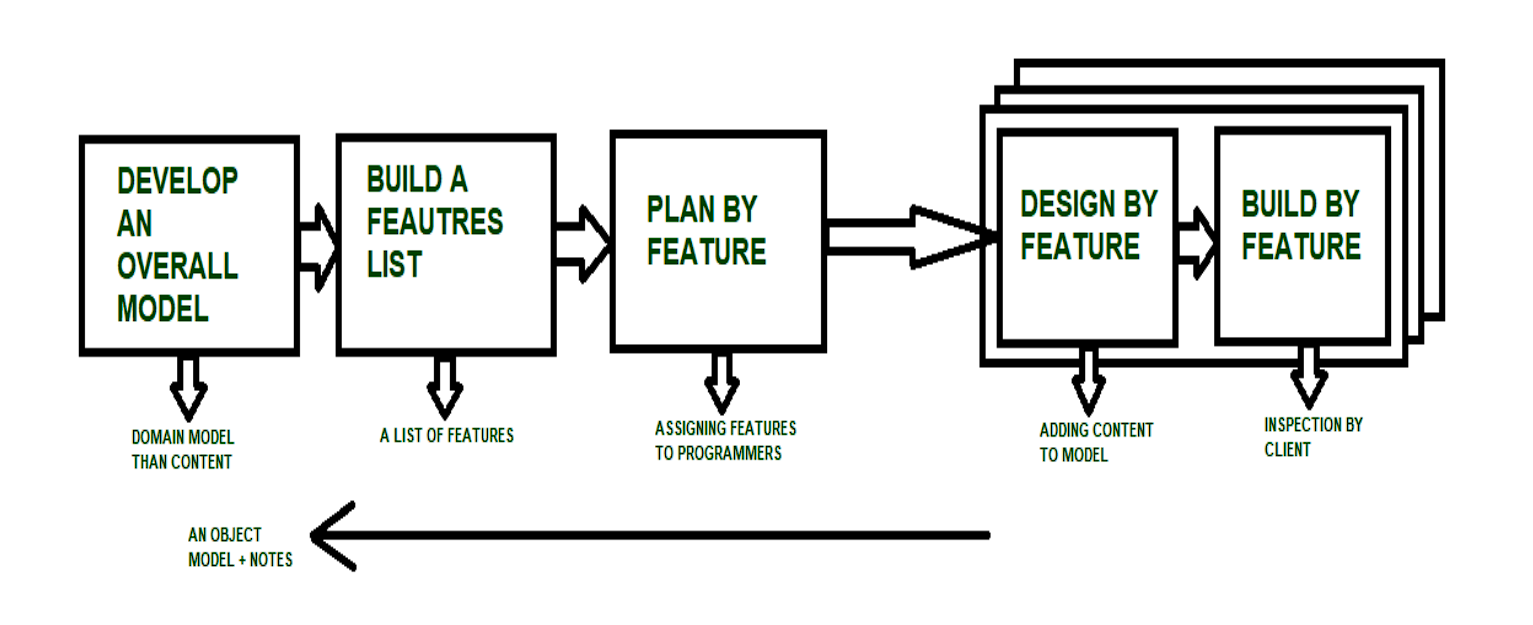 DEVELOP
AN
OVERALL
MODEL
BUILD A
FEAUTRES
LIST
PLAN BY
FEATURE
DESIGN BY
FEATURE
BUILD BY
FEATURE
DOMAIN MODEL
THAN CONTENT
A LIST OF FEATURES
ASSIGNING FEATURES
TO PROGRAMMERS
ADDING CONTENT
TO MODEL
INSPECTION BY
CLIENT
AN OBJECT
MODEL + NOTES